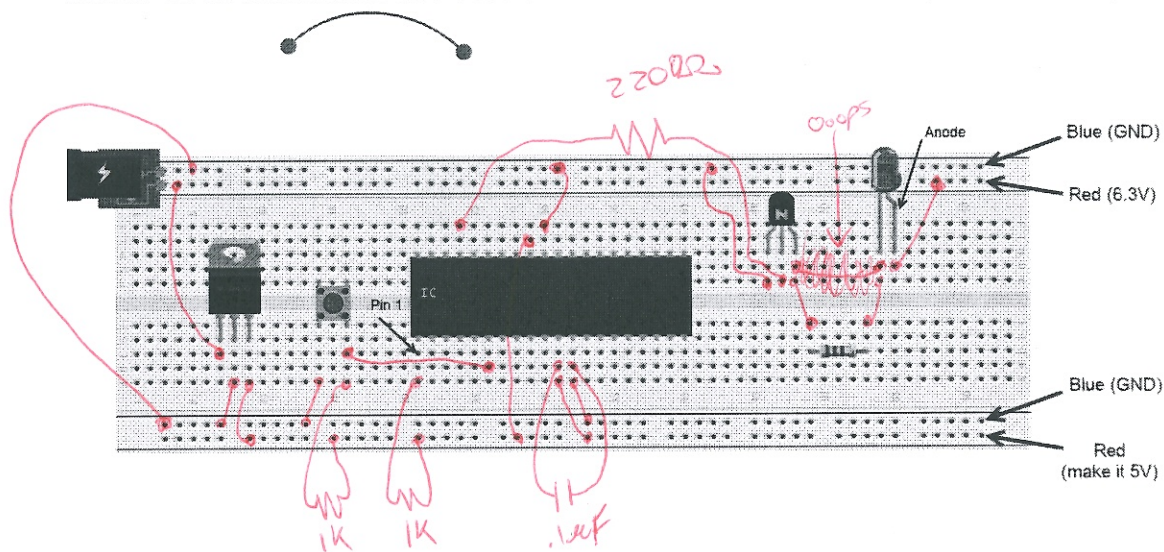 220Ω
Ooops
Anode
Blue (GND)
Red (6.3V)
N
IC
Pin 1
Blue (GND)
Red
(make it 5V)
1K
1K
.1uF